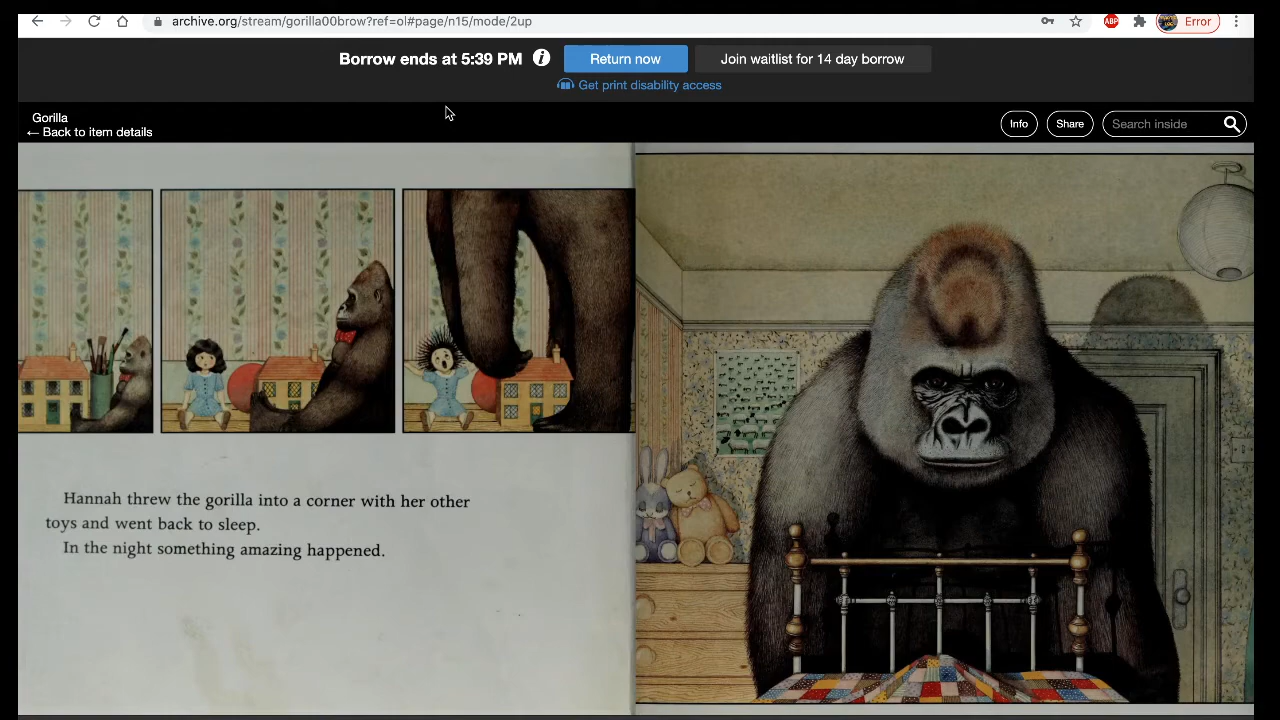 archive.org/stream/gorilla00brow?ref=ol#page/n15/mode/2up
ABP
Error
Borrow ends at 5:39 PM
i
Return now
Join waitlist for 14 day borrow
Get print disability access
Gorilla
← Back to item details
Info
Share
Search inside
Hannah threw the gorilla into a corner with her other
toys and went back to sleep.
In the night something amazing happened.